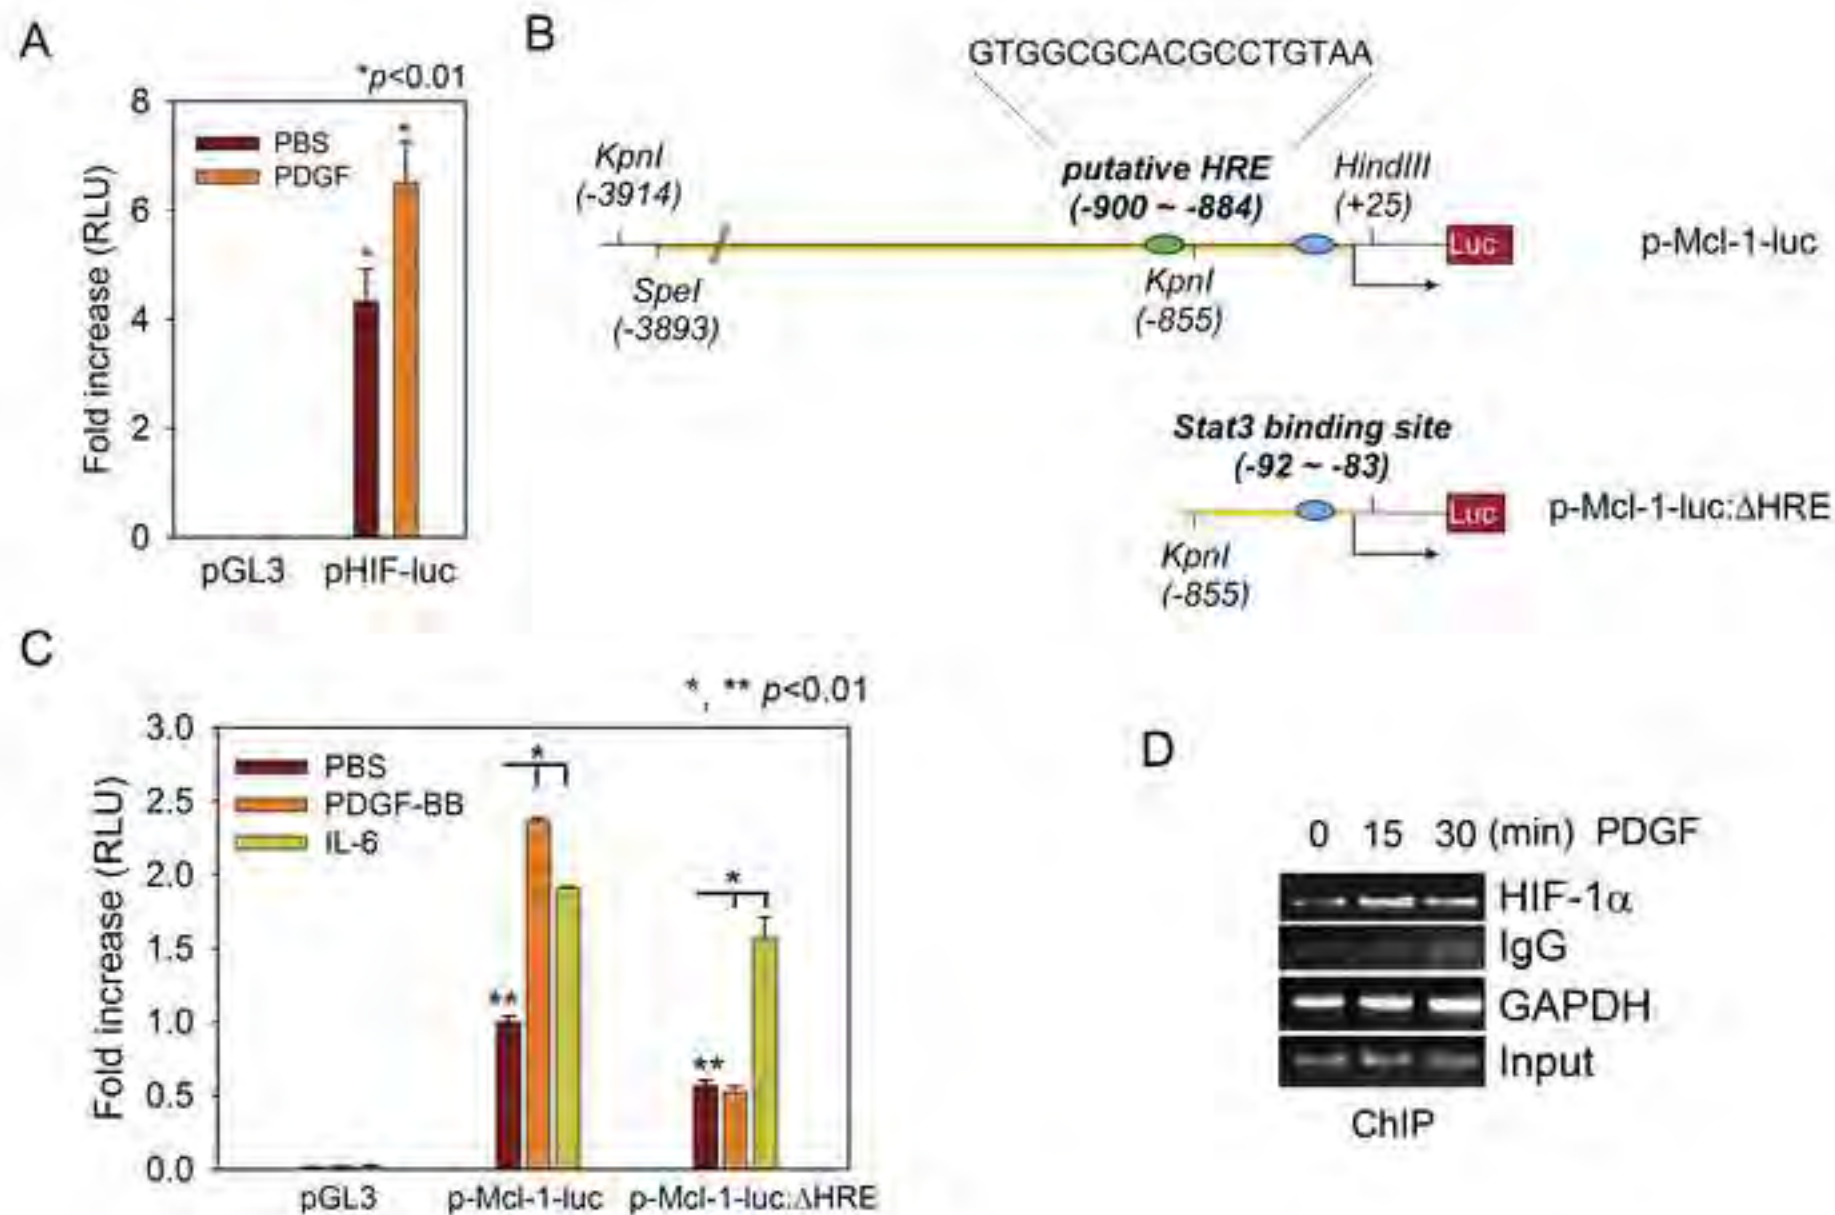 A
*p<0.01
8
PBS
PDGF
*
6
*
4
2
0
Fold increase (RLU)
pGL3 pHIF-luc
B
GTGGCGCACGCCTGTAA
KpnI
(-3914)
putative HRE
(-900 ~ -884)
HindIII
(+25)
Luc
p-Mcl-1-luc
SpeI
(-3893)
KpnI
(-855)
Stat3 binding site
(-92 ~ -83)
Luc
p-Mcl-1-luc:ΔHRE
KpnI
(-855)
C
*, ** p<0.01
3.0
PBS
PDGF-BB
IL-6
*
2.5
2.0
*
1.5
**
1.0
**
0.5
0.0
Fold increase (RLU)
pGL3 p-Mcl-1-luc p-Mcl-1-luc:ΔHRE
D
0 15 30 (min) PDGF
HIF-1α
IgG
GAPDH
Input
ChIP